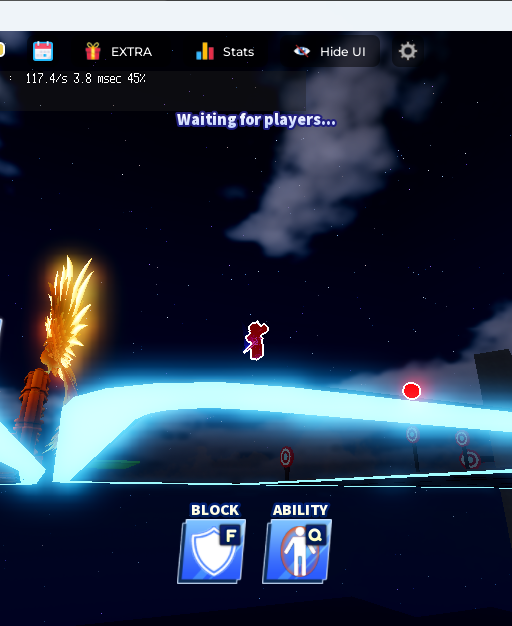 EXTRA Stats Hide UI
: 117.4/s 3.8 msec 45%
Waiting for players...
BLOCK ABILITY
F Q